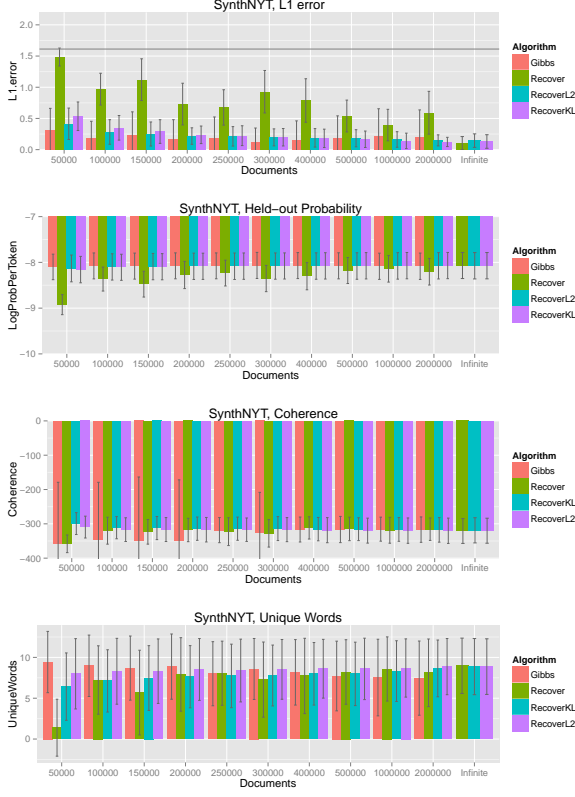 SynthNYT, L1 error
2.0
1.5
1.0
0.5
0.0
L1.error
50000 100000 150000 200000 250000 300000 400000 500000 1000000 2000000 Infinite
Documents
Algorithm
Gibbs
Recover
RecoverL2
RecoverKL
SynthNYT, Held−out Probability
−7
−8
−9
−10
LogProbPerToken
50000 100000 150000 200000 250000 300000 400000 500000 1000000 2000000 Infinite
Documents
Algorithm
Gibbs
Recover
RecoverL2
RecoverKL
SynthNYT, Coherence
0
−100
−200
−300
−400
Coherence
50000 100000 150000 200000 250000 300000 400000 500000 1000000 2000000 Infinite
Documents
Algorithm
Gibbs
Recover
RecoverKL
RecoverL2
SynthNYT, Unique Words
10
5
0
UniqueWords
50000 100000 150000 200000 250000 300000 400000 500000 1000000 2000000 Infinite
Documents
Algorithm
Gibbs
Recover
RecoverKL
RecoverL2